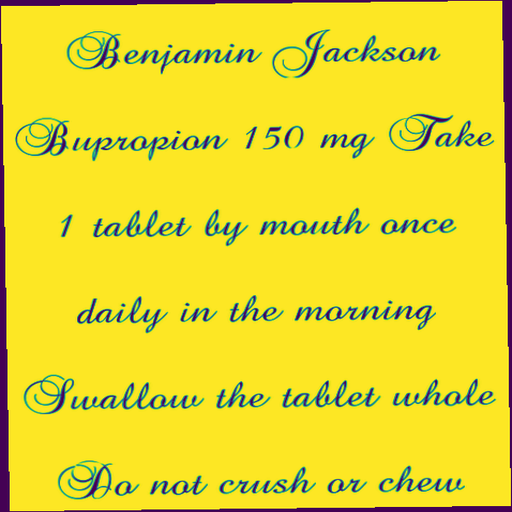 Benjamin Jackson
Bupropion 150 mg Take
1 tablet by mouth once
daily in the morning
Swallow the tablet whole
Do not crush or chew